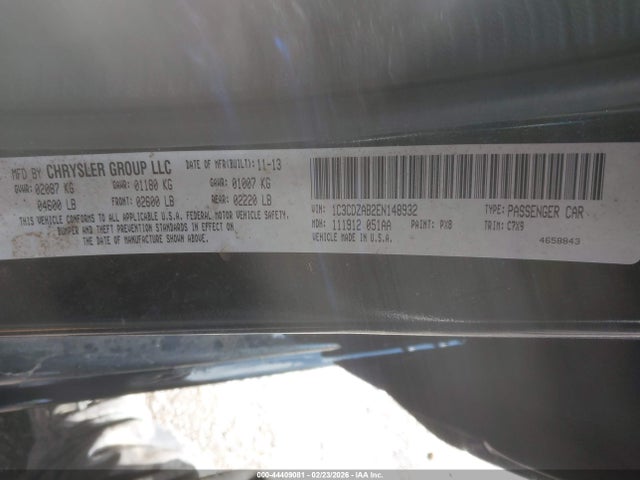 MFD BY CHRYSLER GROUP LLC DATE OF MFR(BUILT): 11-13
GVWR: 02087 KG GAWR: 01180 KG GAWR: 01007 KG
04600 LB FRONT: 02600 LB REAR: 02220 LB
THIS VEHICLE CONFORMS TO ALL APPLICABLE U.S.A. FEDERAL MOTOR VEHICLE SAFETY,
BUMPER AND THEFT PREVENTION STANDARDS IN EFFECT ON
THE DATE OF MANUFACTURE SHOWN ABOVE.
VIN: 1C3CDZAB2EN148932 TYPE: PASSENGER CAR
MDH: 111912 051AA PAINT: PX8 TRIM: C7X9
VEHICLE MADE IN U.S.A. 4658843
000-44409081 - 02/23/2026 - IAAI.COM